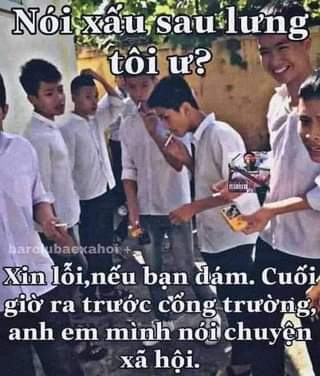 Nói xấu sau lưng
tôi ư?
barclubaexahoi +
Xin lỗi,nếu bạn dám. Cuối
giờ ra trước cổng trường,
anh em mình nói chuyện
xã hội.